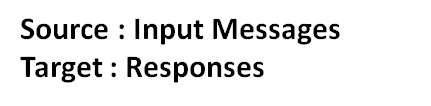 Source : Input Messages
Target : Responses